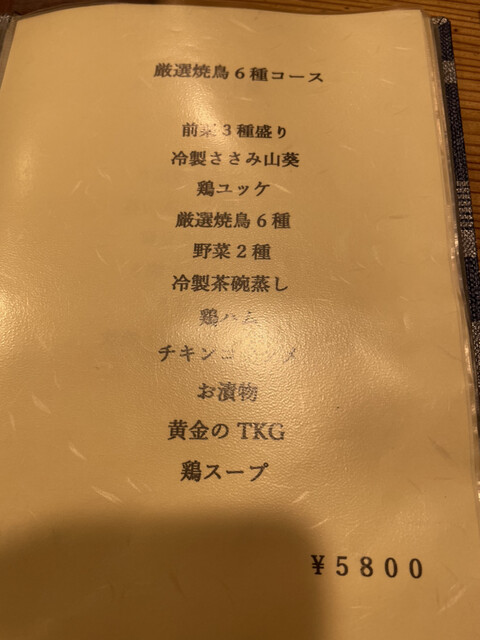 厳選焼鳥6種コース
前菜3種盛り
冷製ささみ山葵
鶏ユッケ
厳選焼鳥6種
野菜2種
冷製茶碗蒸し
鶏ハム
お漬物
黄金のTKG
鶏スープ
¥5800